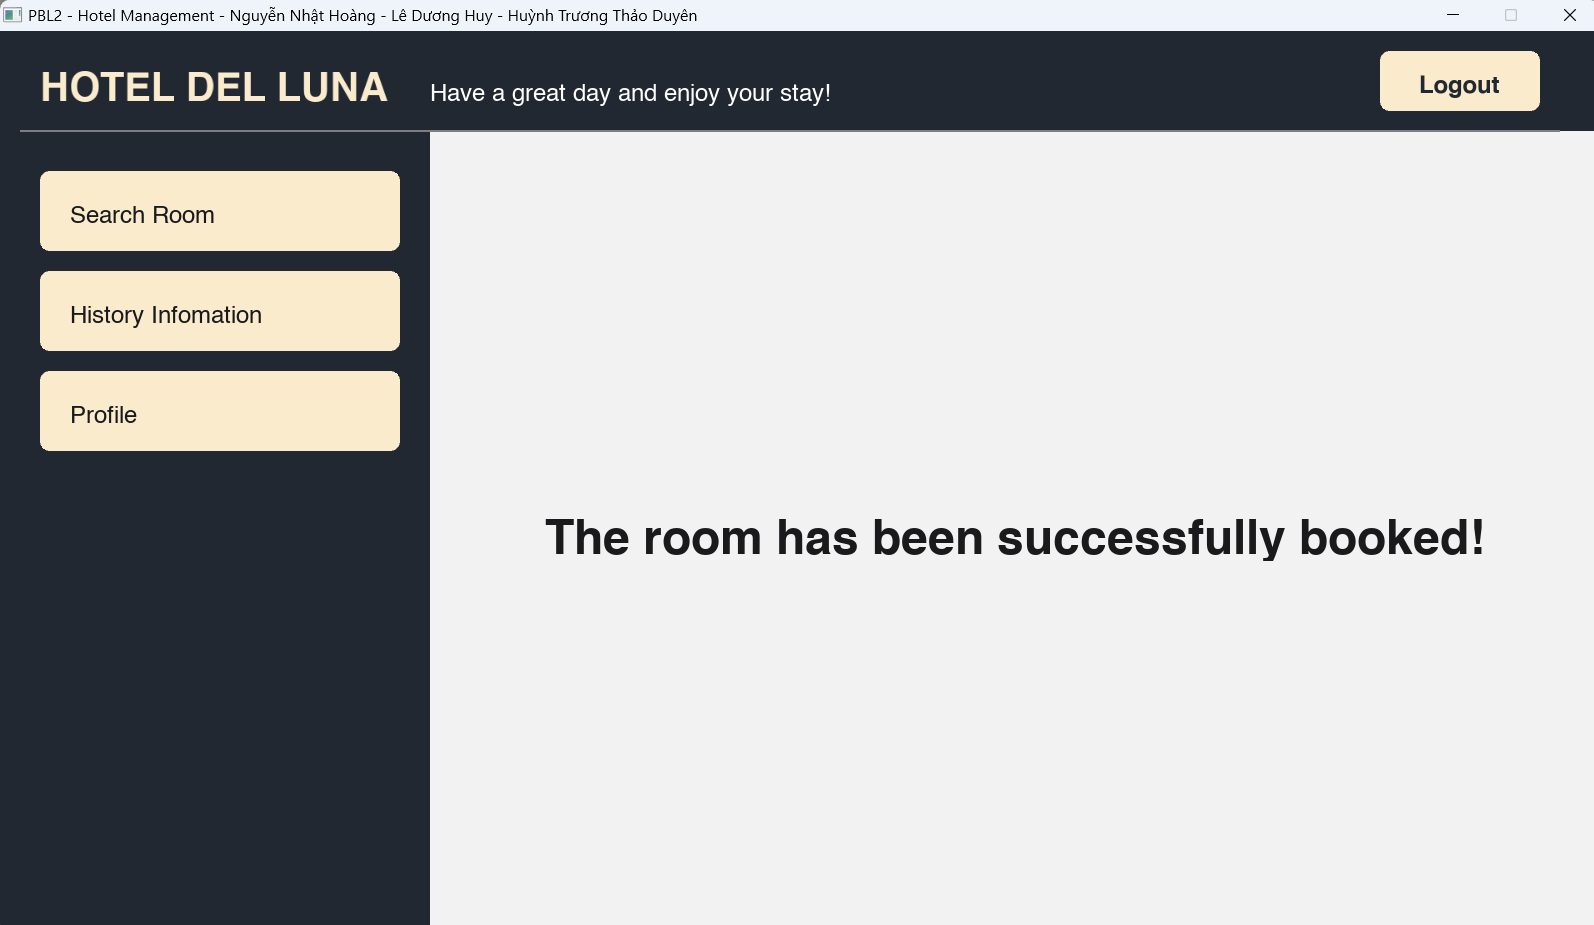 PBL2 - Hotel Management - Nguyễn Nhật Hoàng - Lê Dương Huy - Huỳnh Trương Thảo Duyên
HOTEL DEL LUNA
Have a great day and enjoy your stay!
Logout
Search Room
History Infomation
Profile
The room has been successfully booked!